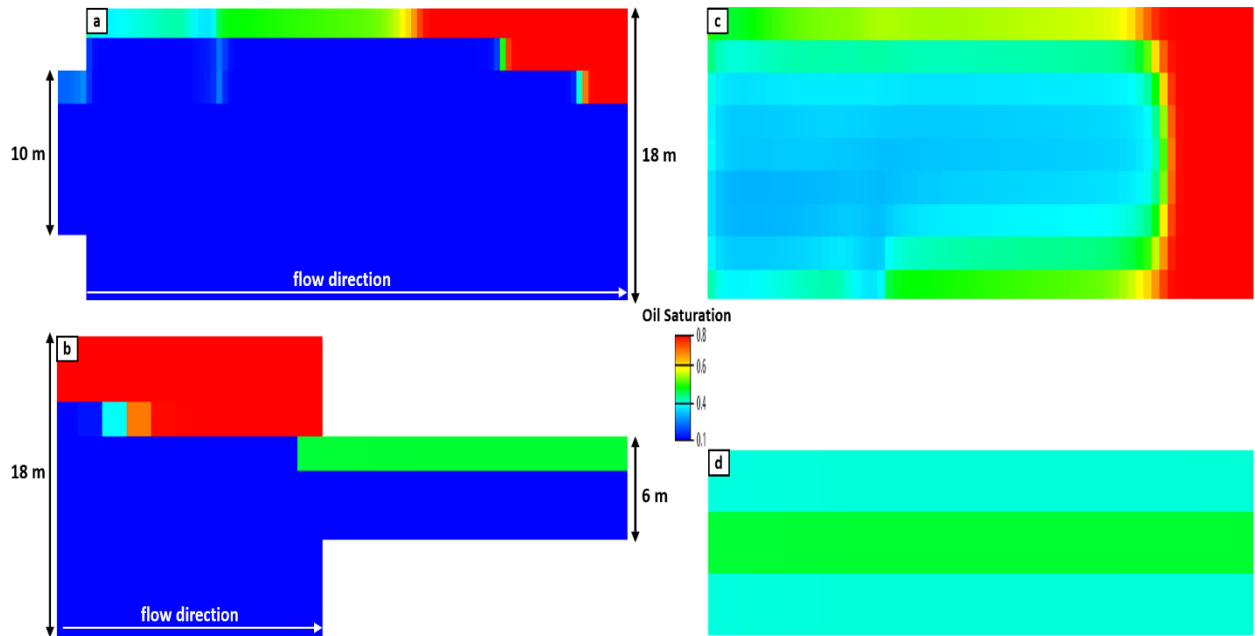 a
c
10 m
18 m
flow direction
Oil Saturation
b
0.8
0.6
0.4
0.1
18 m
d
6 m
flow direction